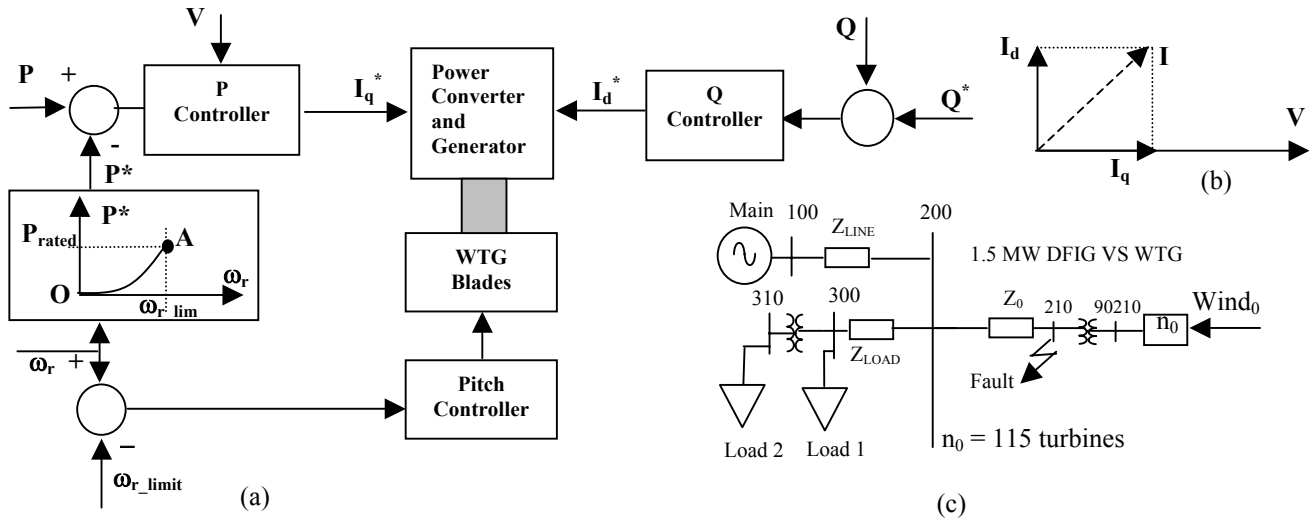 V
P
+
P
Controller
I_q^*
Power
Converter
and
Generator
I_d^*
Q
Controller
Q
Q^*
-
P*
P*
P_rated
A
O
ω_r
ω_r_lim
ω_r +
−
ω_r_limit
WTG
Blades
Pitch
Controller
(a)
I_d
I
V
I_q
(b)
Main
100
Z_LINE
200
1.5 MW DFIG VS WTG
310
300
Z_LOAD
Z_0
210
90210
n_0
Wind_0
Fault
Load 2
Load 1
n_0 = 115 turbines
(c)